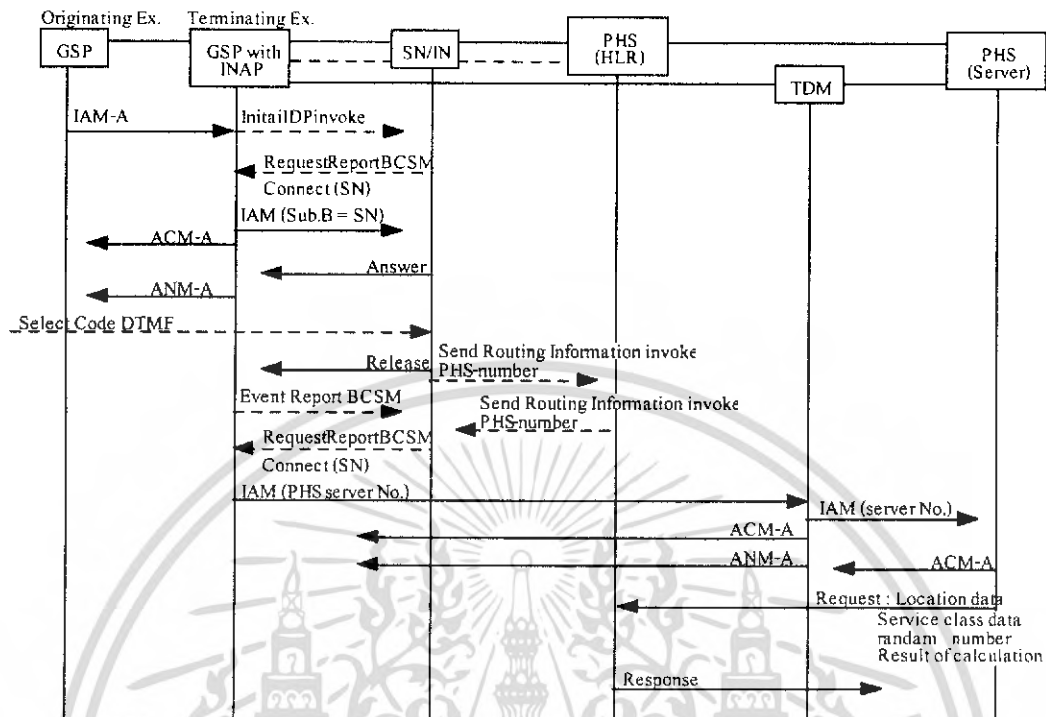 Originating Ex.
Terminating Ex.
GSP
GSP with
INAP
SN/IN
PHS
(HLR)
TDM
PHS
(Server)
IAM-A
InitailDPinvoke
RequestReportBCSM
Connect (SN)
IAM (Sub.B = SN)
ACM-A
Answer
ANM-A
Select Code DTMF
Release
Send Routing Information invoke
PHS-number
Event Report BCSM
Send Routing Information invoke
PHS-number
RequestReportBCSM
Connect (SN)
IAM (PHS server No.)
IAM (server No.)
ACM-A
ANM-A
ACM-A
Request : Location data
Service class data
randam number
Result of calculation
Response